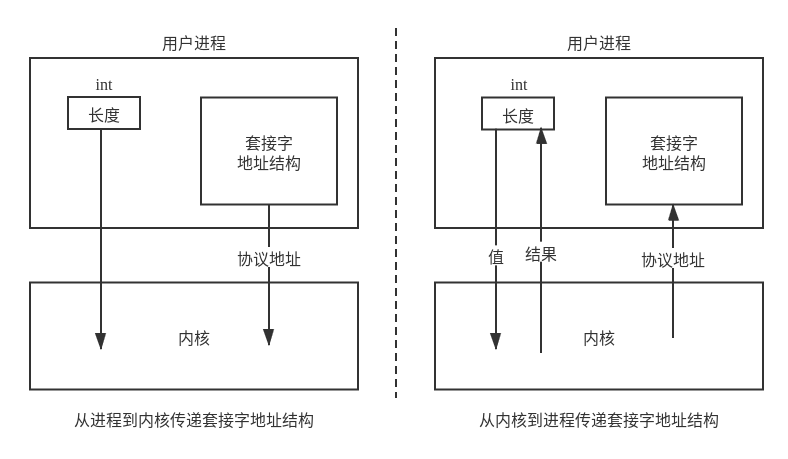 用户进程
int
长度
套接字
地址结构
协议地址
内核
从进程到内核传递套接字地址结构
用户进程
int
长度
套接字
地址结构
值
结果
协议地址
内核
从内核到进程传递套接字地址结构